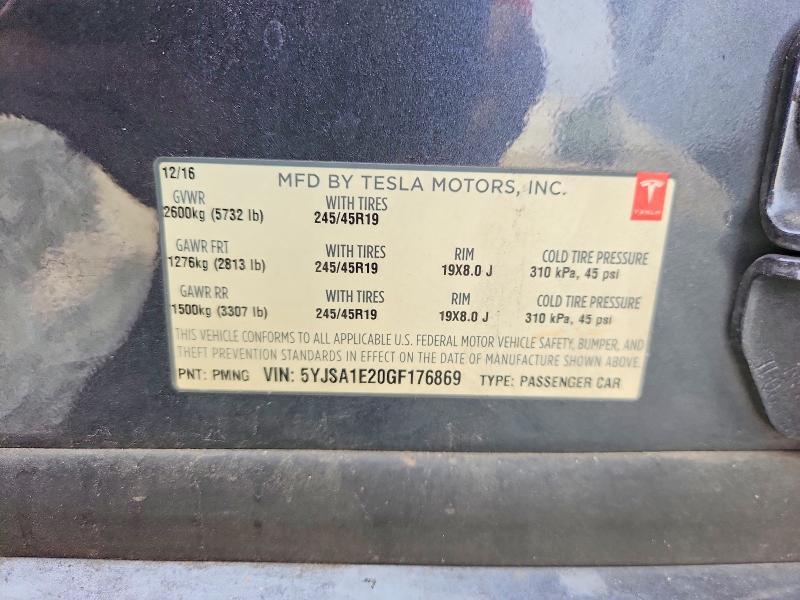 12/16
MFD BY TESLA MOTORS, INC.
TESLA
GVWR WITH TIRES
2600kg (5732 lb) 245/45R19
GAWR FRT WITH TIRES RIM COLD TIRE PRESSURE
1276kg (2813 lb) 245/45R19 19X8.0 J 310 kPa, 45 psi
GAWR RR WITH TIRES RIM COLD TIRE PRESSURE
1500kg (3307 lb) 245/45R19 19X8.0 J 310 kPa, 45 psi
THIS VEHICLE CONFORMS TO ALL APPLICABLE U.S. FEDERAL MOTOR VEHICLE SAFETY, BUMPER, AND
THEFT PREVENTION STANDARDS IN EFFECT ON THE DATE OF MANUFACTURE SHOWN ABOVE.
PNT: PMNG VIN: 5YJSA1E20GF176869 TYPE: PASSENGER CAR